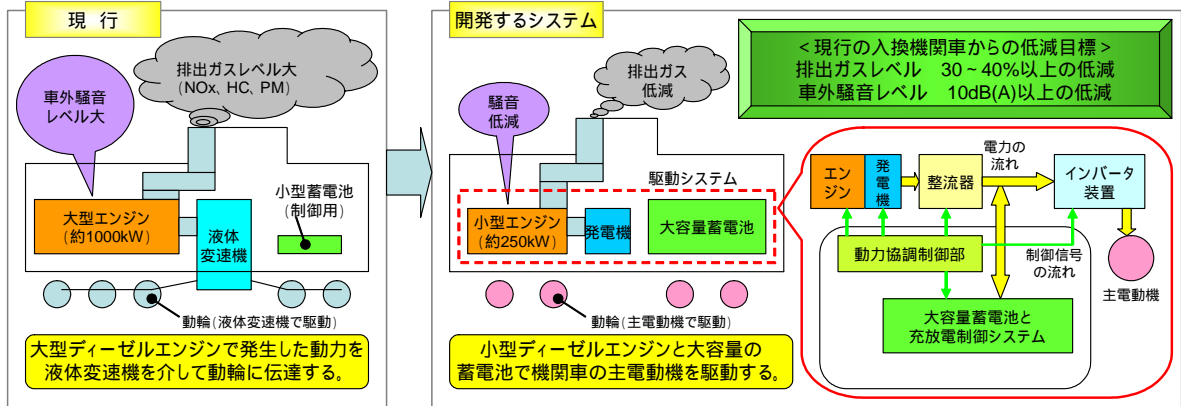 現 行
排出ガスレベル大
(NOx、HC、PM)
車外騒音
レベル大
小型蓄電池
(制御用)
大型エンジン
(約1000kW)
液体
変速機
動輪(液体変速機で駆動)
大型ディーゼルエンジンで発生した動力を
液体変速機を介して動輪に伝達する。
開発するシステム
排出ガス
低減
騒音
低減
駆動システム
小型エンジン
(約250kW)
発電機
大容量蓄電池
動輪(主電動機で駆動)
小型ディーゼルエンジンと大容量の
蓄電池で機関車の主電動機を駆動する。
<現行の入換機関車からの低減目標>
排出ガスレベル 30~40%以上の低減
車外騒音レベル 10dB(A)以上の低減
電力の
流れ
エン
ジン
発
電
機
整流器
インバータ
装置
動力協調制御部
制御信号
の流れ
主電動機
大容量蓄電池と
充放電制御システム